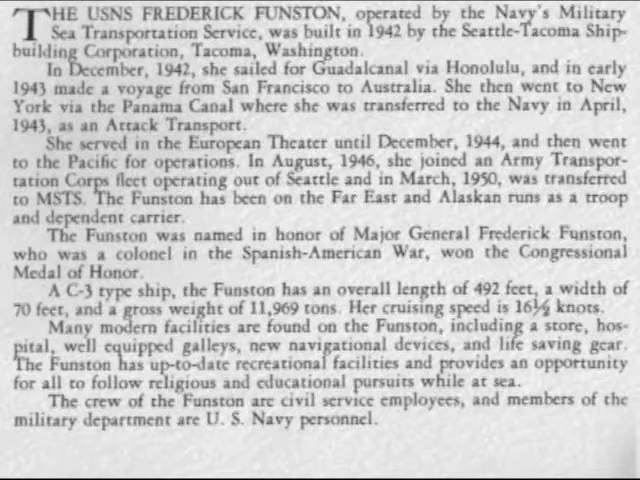 THE USNS FREDERICK FUNSTON, operated by the Navy's Military
Sea Transportation Service, was built in 1942 by the Seattle-Tacoma Ship-
building Corporation, Tacoma, Washington.
In December, 1942, she sailed for Guadalcanal via Honolulu, and in early
1943 made a voyage from San Francisco to Australia. She then went to New
York via the Panama Canal where she was transferred to the Navy in April,
1943, as an Attack Transport.
She served in the European Theater until December, 1944, and then went
to the Pacific for operations. In August, 1946, she joined an Army Transpor-
tation Corps fleet operating out of Seattle and in March, 1950, was transferred
to MSTS. The Funston has been on the Far East and Alaskan runs as a troop
and dependent carrier.
The Funston was named in honor of Major General Frederick Funston,
who was a colonel in the Spanish-American War, won the Congressional
Medal of Honor.
A C-3 type ship, the Funston has an overall length of 492 feet, a width of
70 feet, and a gross weight of 11,969 tons. Her cruising speed is 16½ knots.
Many modern facilities are found on the Funston, including a store, hos-
pital, well equipped galleys, new navigational devices, and life saving gear.
The Funston has up-to-date recreational facilities and provides an opportunity
for all to follow religious and educational pursuits while at sea.
The crew of the Funston are civil service employees, and members of the
military department are U. S. Navy personnel.